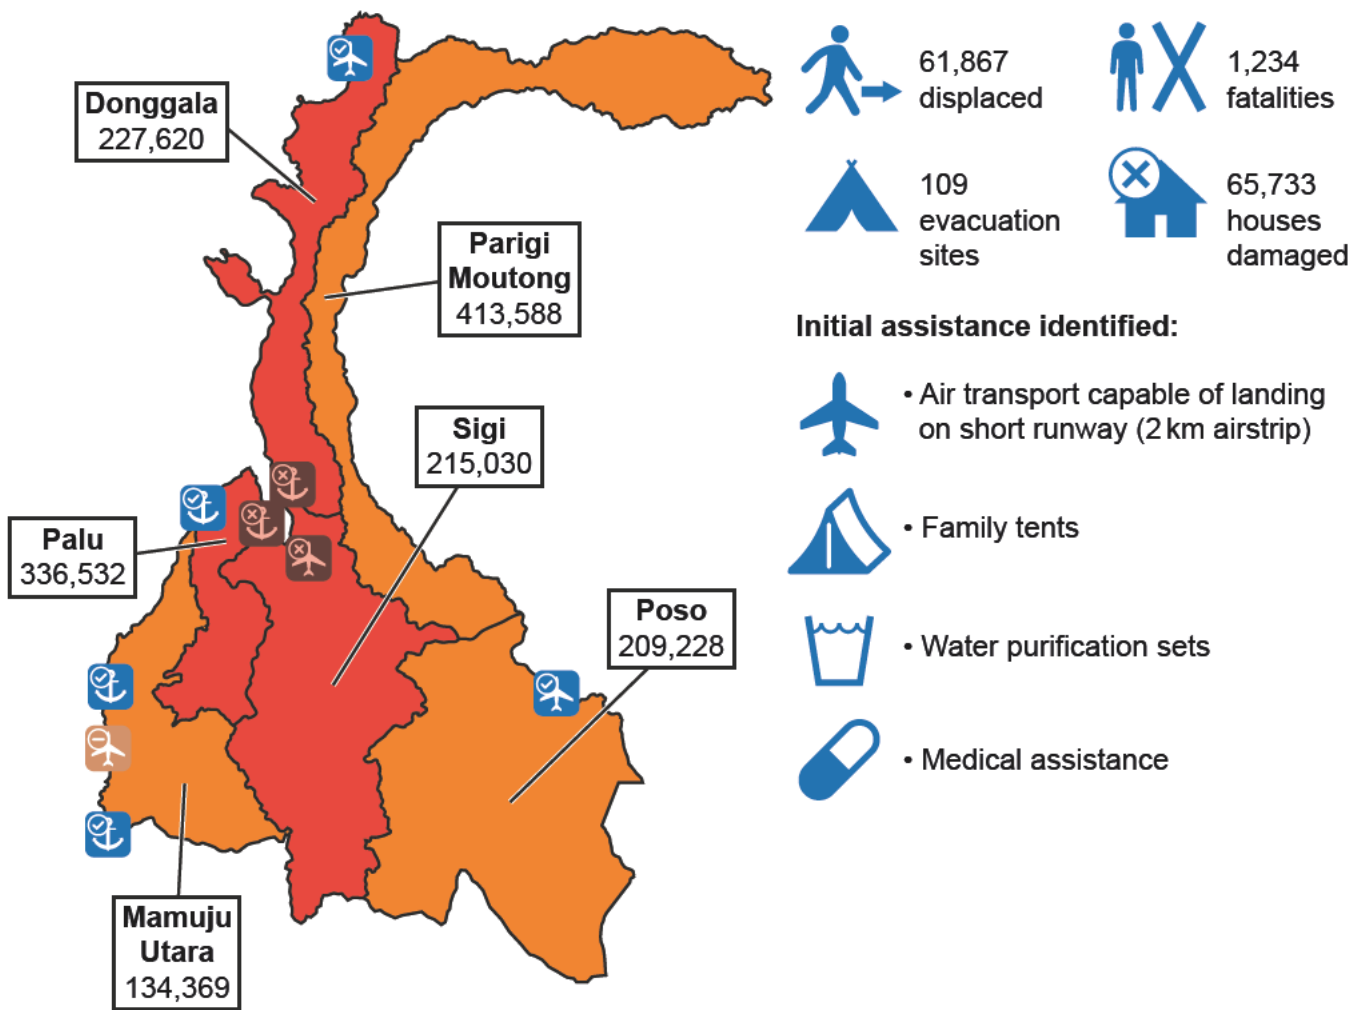 Donggala
227,620
Parigi
Moutong
413,588
Sigi
215,030
Palu
336,532
Poso
209,228
Mamuju
Utara
134,369
61,867
displaced
1,234
fatalities
109
evacuation
sites
65,733
houses
damaged
Initial assistance identified:
• Air transport capable of landing
on short runway (2 km airstrip)
• Family tents
• Water purification sets
• Medical assistance